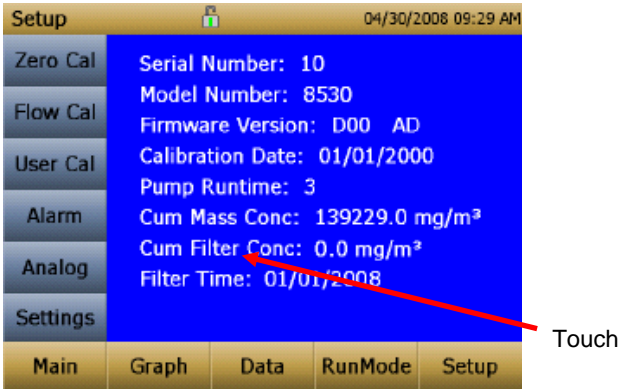 Setup 04/30/2008 09:29 AM
Zero Cal
Flow Cal
User Cal
Alarm
Analog
Settings
Serial Number: 10
Model Number: 8530
Firmware Version: D00 AD
Calibration Date: 01/01/2000
Pump Runtime: 3
Cum Mass Conc: 139229.0 mg/m³
Cum Filter Conc: 0.0 mg/m³
Filter Time: 01/01/2008
Touch
Main Graph Data RunMode Setup